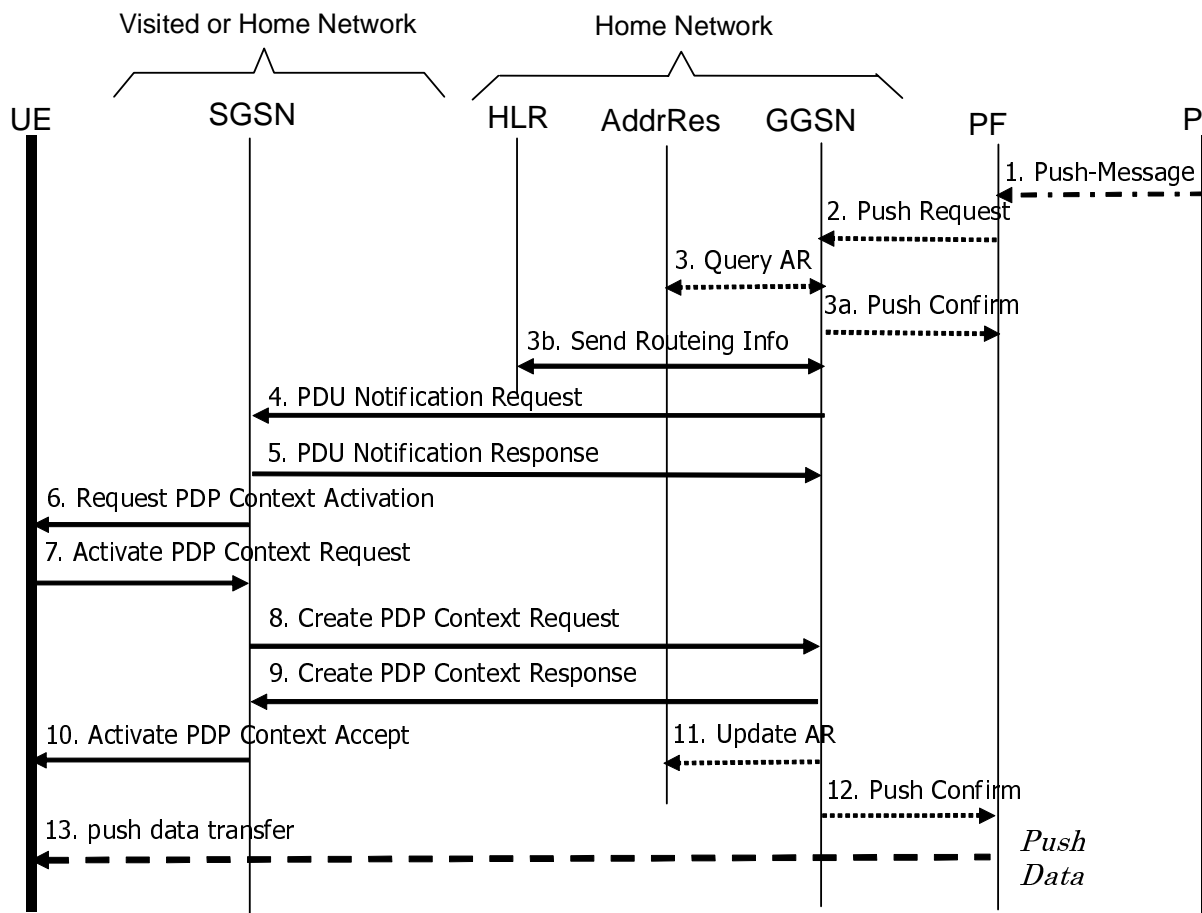 Visited or Home Network
Home Network
UE
SGSN
HLR
AddrRes
GGSN
PF
P
1. Push-Message
2. Push Request
3. Query AR
3a. Push Confirm
3b. Send Routeing Info
4. PDU Notification Request
5. PDU Notification Response
6. Request PDP Context Activation
7. Activate PDP Context Request
8. Create PDP Context Request
9. Create PDP Context Response
10. Activate PDP Context Accept
11. Update AR
12. Push Confirm
13. push data transfer
Push
Data